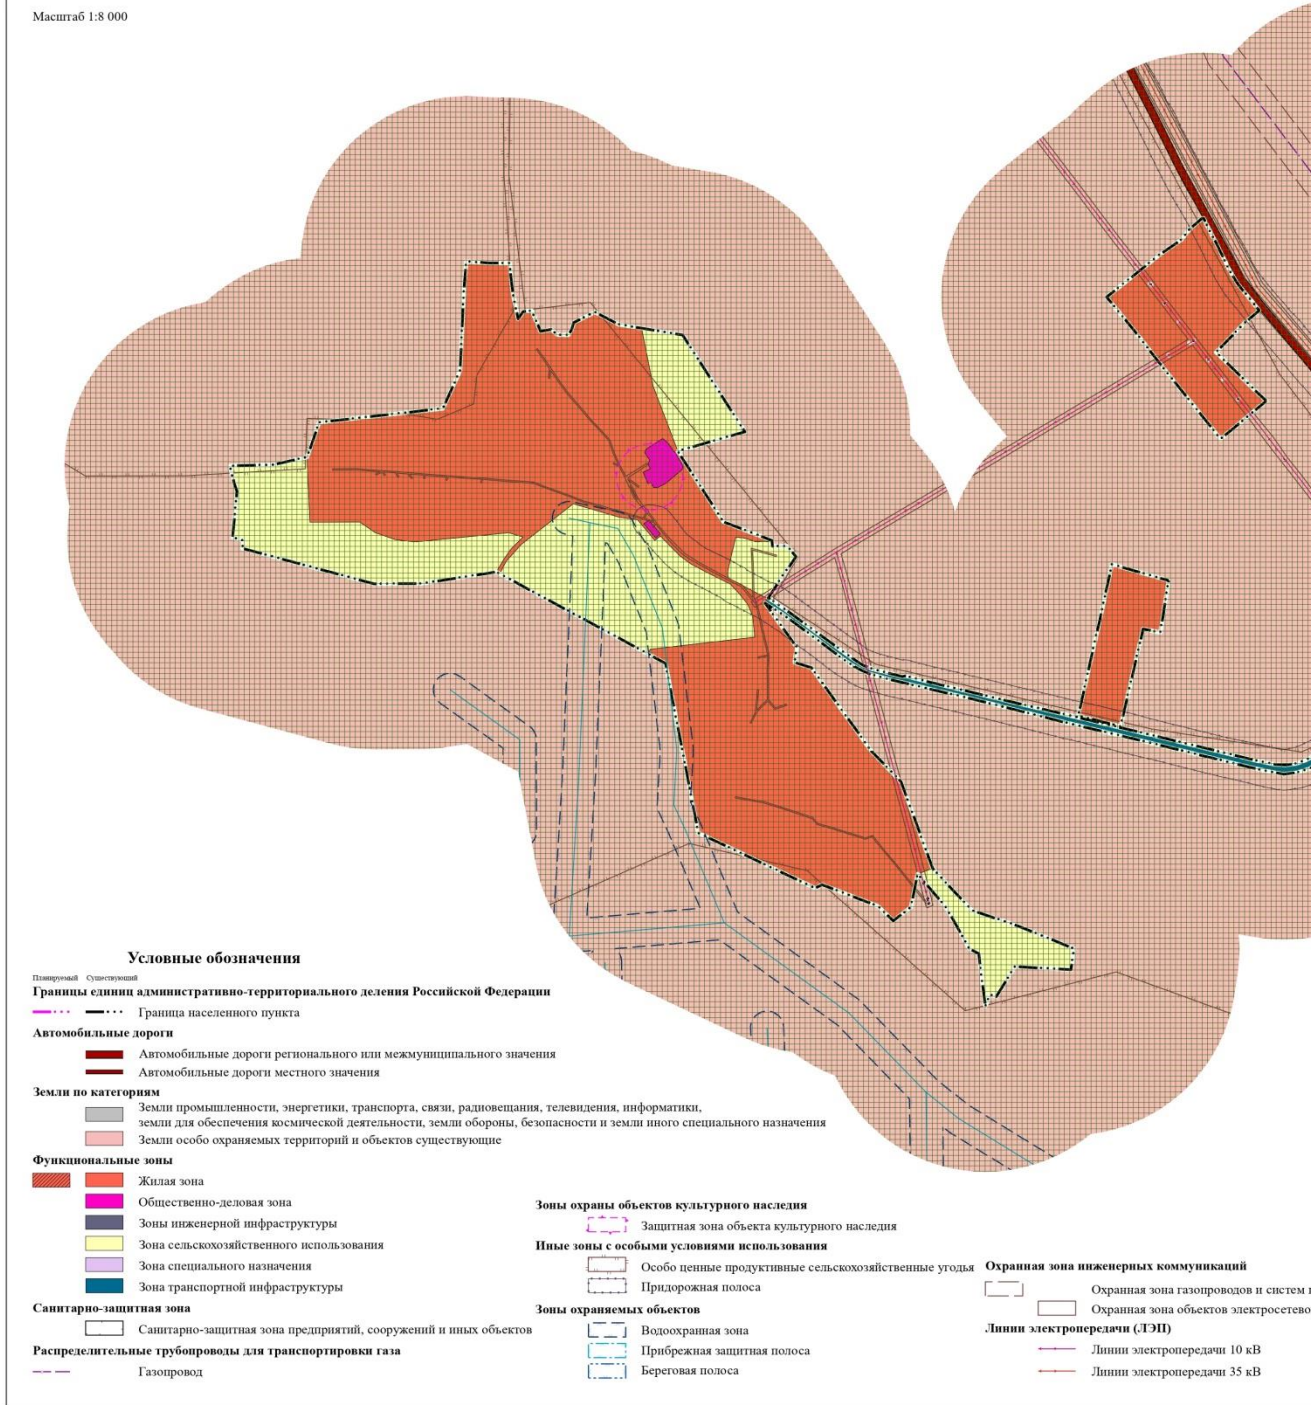 Масштаб 1:8 000
Условные обозначения
Планируемый Существующий
Границы единиц административно-территориального деления Российской Федерации
Граница населенного пункта
Автомобильные дороги
Автомобильные дороги регионального или межмуниципального значения
Автомобильные дороги местного значения
Земли по категориям
Земли промышленности, энергетики, транспорта, связи, радиовещания, телевидения, информатики,
земли для обеспечения космической деятельности, земли обороны, безопасности и земли иного специального назначения
Земли особо охраняемых территорий и объектов существующие
Функциональные зоны
Жилая зона
Общественно-деловая зона
Зоны инженерной инфраструктуры
Зона сельскохозяйственного использования
Зона специального назначения
Зона транспортной инфраструктуры
Санитарно-защитная зона
Санитарно-защитная зона предприятий, сооружений и иных объектов
Распределительные трубопроводы для транспортировки газа
Газопровод
Зоны охраны объектов культурного наследия
Защитная зона объекта культурного наследия
Иные зоны с особыми условиями использования
Особо ценные продуктивные сельскохозяйственные угодья
Придорожная полоса
Зоны охраняемых объектов
Водоохранная зона
Прибрежная защитная полоса
Береговая полоса
Охранная зона инженерных коммуникаций
Охранная зона газопроводов и систем
Охранная зона объектов электросетево
Линии электропередачи (ЛЭП)
Линии электропередачи 10 кВ
Линии электропередачи 35 кВ